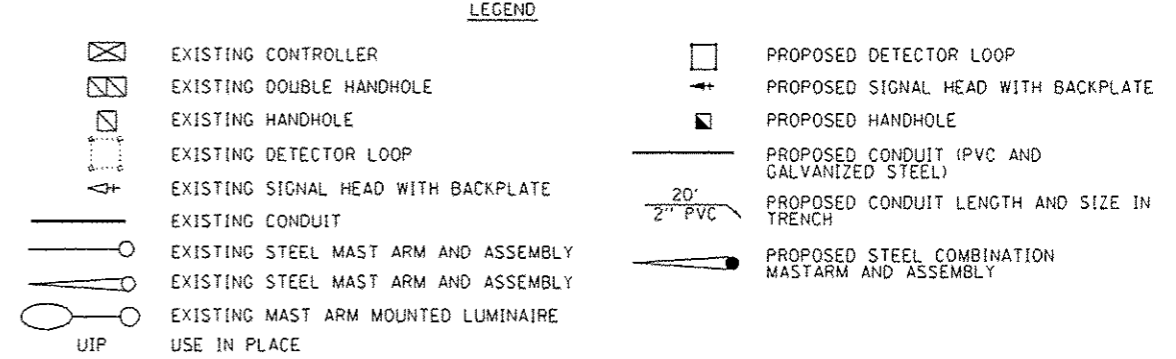 LEGEND
EXISTING CONTROLLER
EXISTING DOUBLE HANDHOLE
EXISTING HANDHOLE
EXISTING DETECTOR LOOP
EXISTING SIGNAL HEAD WITH BACKPLATE
EXISTING CONDUIT
EXISTING STEEL MAST ARM AND ASSEMBLY
EXISTING STEEL MAST ARM AND ASSEMBLY
EXISTING MAST ARM MOUNTED LUMINAIRE
UIP USE IN PLACE
PROPOSED DETECTOR LOOP
PROPOSED SIGNAL HEAD WITH BACKPLATE
PROPOSED HANDHOLE
PROPOSED CONDUIT (PVC AND
GALVANIZED STEEL)
20'
2" PVC
PROPOSED CONDUIT LENGTH AND SIZE IN
TRENCH
PROPOSED STEEL COMBINATION
MASTARM AND ASSEMBLY